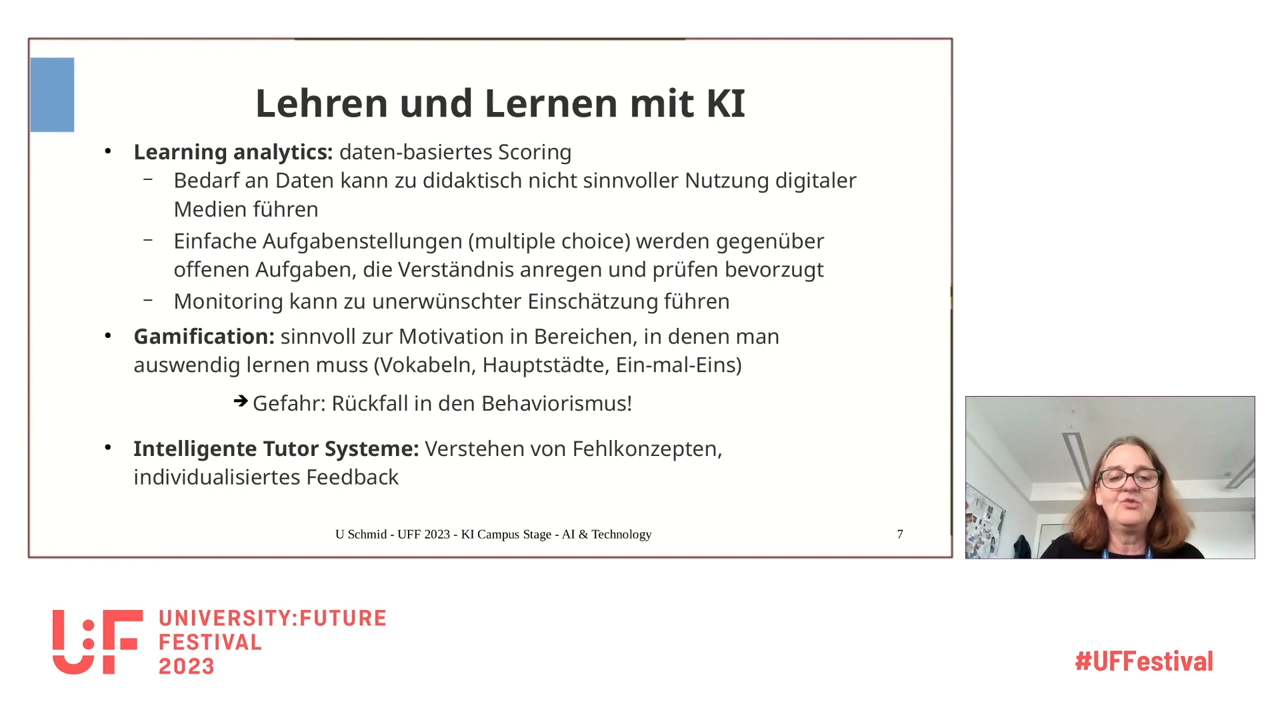 Lehren und Lernen mit KI
• Learning analytics: daten-basiertes Scoring
– Bedarf an Daten kann zu didaktisch nicht sinnvoller Nutzung digitaler
Medien führen
– Einfache Aufgabenstellungen (multiple choice) werden gegenüber
offenen Aufgaben, die Verständnis anregen und prüfen bevorzugt
– Monitoring kann zu unerwünschter Einschätzung führen
• Gamification: sinnvoll zur Motivation in Bereichen, in denen man
auswendig lernen muss (Vokabeln, Hauptstädte, Ein-mal-Eins)
➔ Gefahr: Rückfall in den Behaviorismus!
• Intelligente Tutor Systeme: Verstehen von Fehlkonzepten,
individualisiertes Feedback
U Schmid - UFF 2023 - KI Campus Stage - AI & Technology
7
U:F
UNIVERSITY:FUTURE
FESTIVAL
2023
#UFFestival